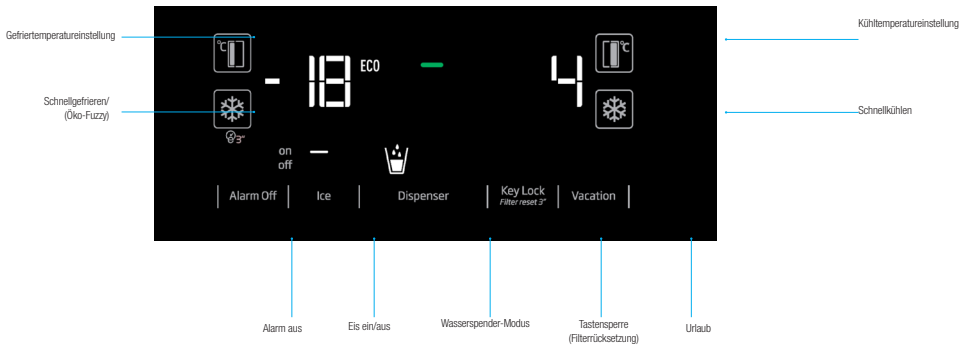 Gefriertemperatureinstellung
Kühltemperatureinstellung
°C
- 18
ECO
4
°C
Schnellgefrieren/
(Öko-Fuzzy)
Schnellkühlen
3"
on
off
Alarm Off
Ice
Dispenser
Key Lock
Filter reset 3"
Vacation
Alarm aus
Eis ein/aus
Wasserspender-Modus
Tastensperre
(Filterrücksetzung)
Urlaub